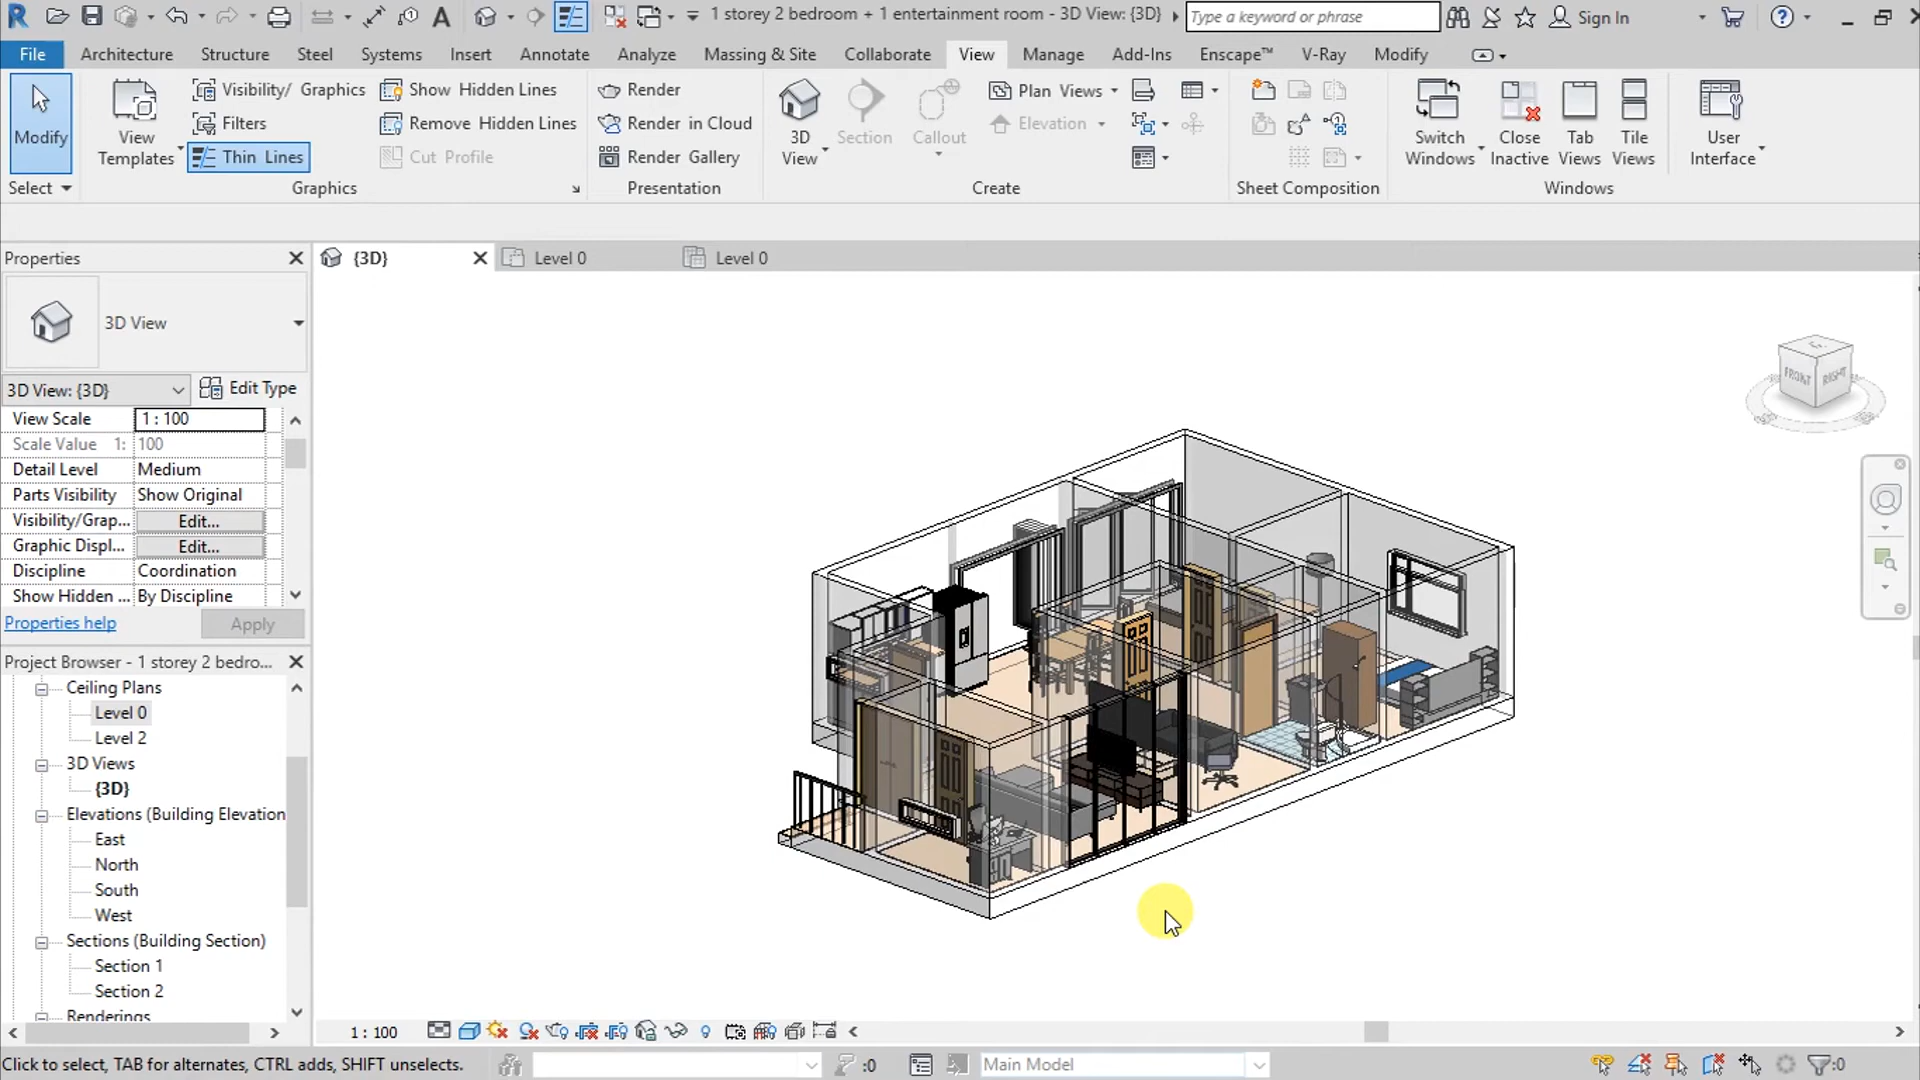 1 storey 2 bedroom + 1 entertainment room - 3D View: {3D}
Type a keyword or phrase
Sign In
File Architecture Structure Steel Systems Insert Annotate Analyze Massing & Site Collaborate View Manage Add-Ins Enscape™ V-Ray Modify
Modify
Select
View Templates
Visibility/ Graphics
Filters
Thin Lines
Show Hidden Lines
Remove Hidden Lines
Cut Profile
Graphics
Render
Render in Cloud
Render Gallery
Presentation
3D View
Section
Callout
Plan Views
Elevation
Create
Sheet Composition
Switch Windows
Close Inactive
Tab Views
Tile Views
Windows
User Interface
Properties
{3D}
Level 0
Level 0
3D View
3D View: {3D}
Edit Type
View Scale 1 : 100
Scale Value 1: 100
Detail Level Medium
Parts Visibility Show Original
Visibility/Grap... Edit...
Graphic Displ... Edit...
Discipline Coordination
Show Hidden ... By Discipline
Properties help
Apply
FRONT
RIGHT
Project Browser - 1 storey 2 bedro...
Ceiling Plans
Level 0
Level 2
3D Views
{3D}
Elevations (Building Elevation
East
North
South
West
Sections (Building Section)
Section 1
Section 2
Renderings
1 : 100
Click to select, TAB for alternates, CTRL adds, SHIFT unselects.
:0
Main Model
:0